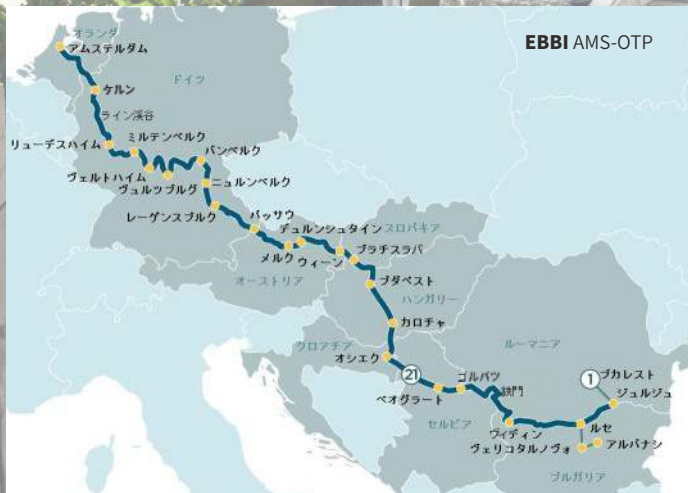 オランダ
EBBI AMS-OTP
アムステルダム
ドイツ
ケルン
ライン渓谷
リューデスハイム
ミルテンベルク
バンベルク
ヴェルトハイム
ヴュルツブルグ
ニュルンベルク
レーゲンスブルク
パッサウ
デュルンシュタイン
スロバキア
メルク
ウィーン
ブラチスラバ
オーストリア
ブダペスト
ハンガリー
カロチャ
クロアチア
オシエク
ルーマニア
21
ゴルバツ
鉄門
1
ブカレスト
ジュルジュ
ベオグラート
セルビア
ヴィディン
ルセ
ヴェリコタルノヴォ
アルバナシ
ブルガリア